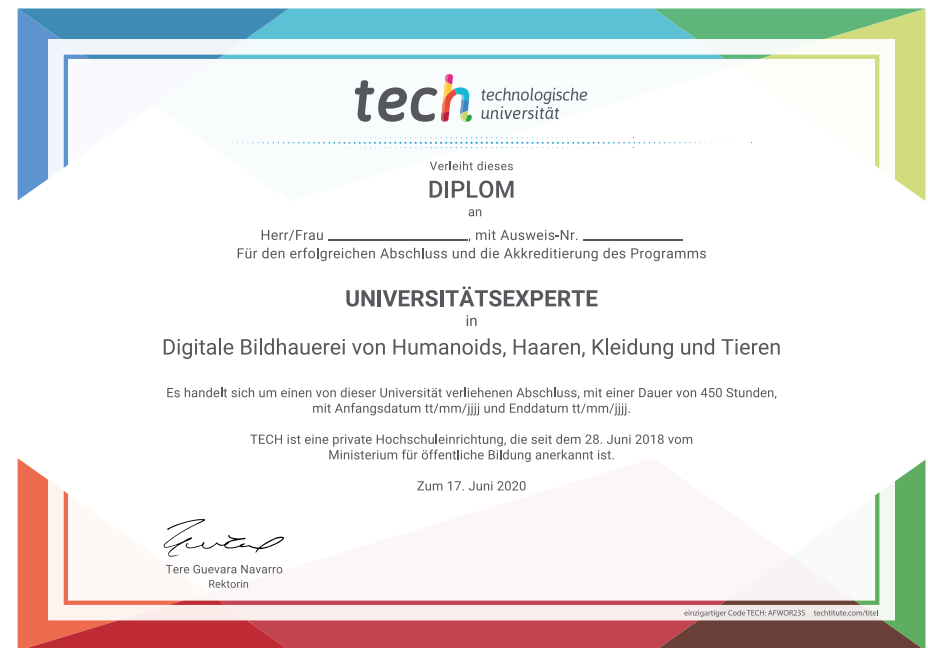 tech technologische
universität
Verleiht dieses
DIPLOM
an
Herr/Frau ____________________, mit Ausweis-Nr. ______________
Für den erfolgreichen Abschluss und die Akkreditierung des Programms
UNIVERSITÄTSEXPERTE
in
Digitale Bildhauerei von Humanoids, Haaren, Kleidung und Tieren
Es handelt sich um einen von dieser Universität verliehenen Abschluss, mit einer Dauer von 450 Stunden,
mit Anfangsdatum tt/mm/jjjj und Enddatum tt/mm/jjjj.
TECH ist eine private Hochschuleinrichtung, die seit dem 28. Juni 2018 vom
Ministerium für öffentliche Bildung anerkannt ist.
Zum 17. Juni 2020
Tere Guevara Navarro
Rektorin
einzigartiger Code TECH: AFWOR235 techtitute.com/titel